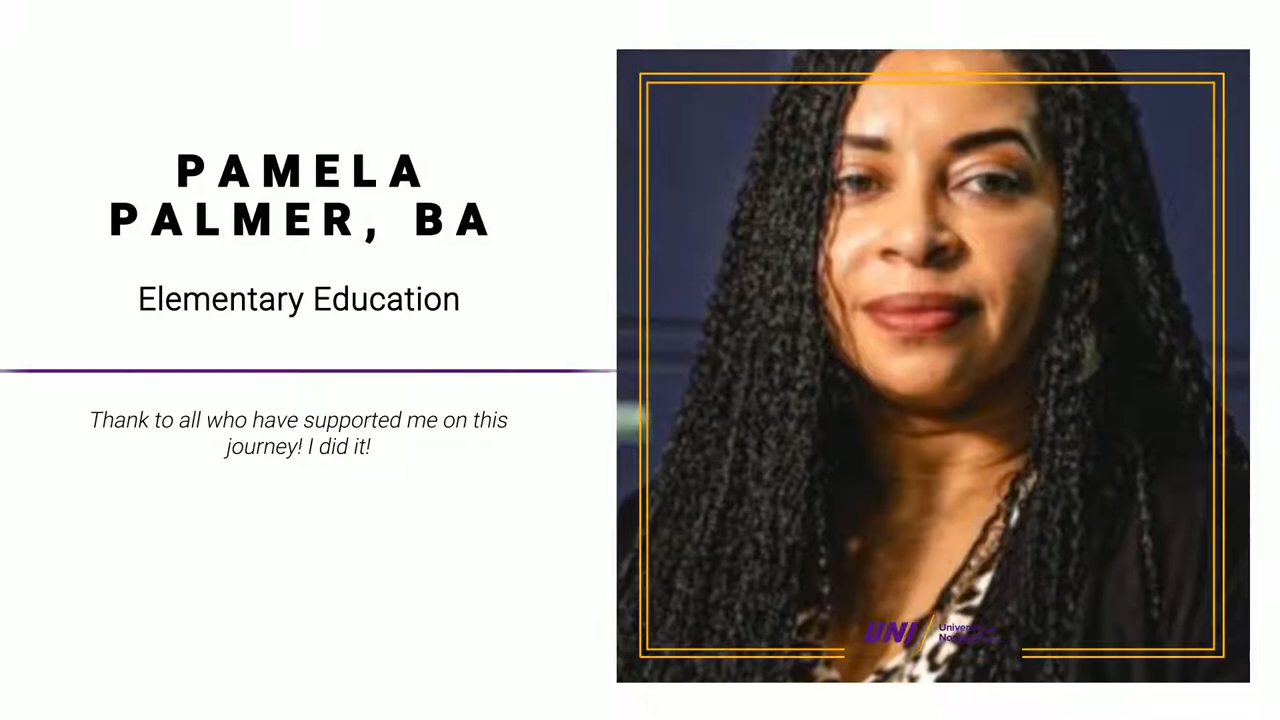 PAMELA
PALMER, BA
Elementary Education
Thank to all who have supported me on this
journey! I did it!
UNI